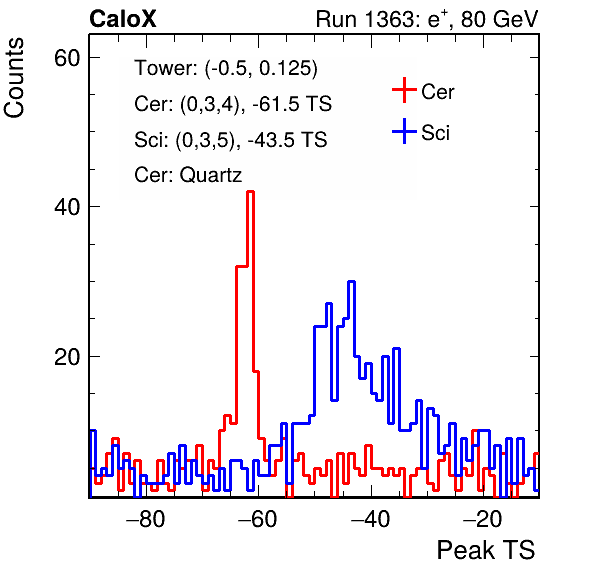 CaloX Run 1363: e⁺, 80 GeV
Counts
60
Tower: (-0.5, 0.125)
Cer: (0,3,4), -61.5 TS
Sci: (0,3,5), -43.5 TS
Cer: Quartz
Cer
Sci
40
20
−80 −60 −40 −20
Peak TS